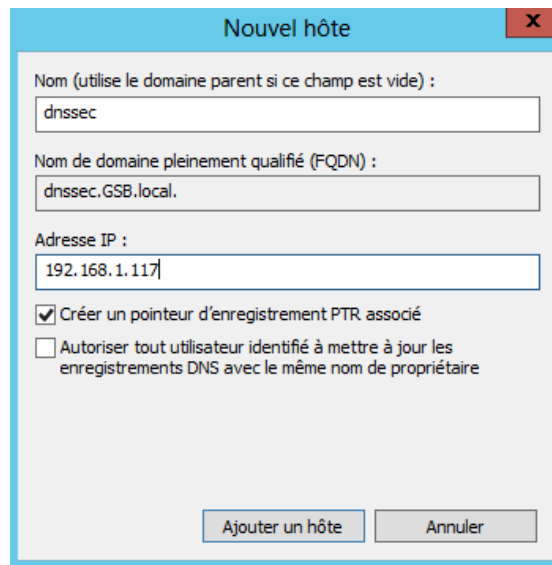 Nouvel hôte
x
Nom (utilise le domaine parent si ce champ est vide) :
dnssec
Nom de domaine pleinement qualifié (FQDN) :
dnssec.GSB.local.
Adresse IP :
192.168.1.117
Créer un pointeur d'enregistrement PTR associé
Autoriser tout utilisateur identifié à mettre à jour les
enregistrements DNS avec le même nom de propriétaire
Ajouter un hôte
Annuler